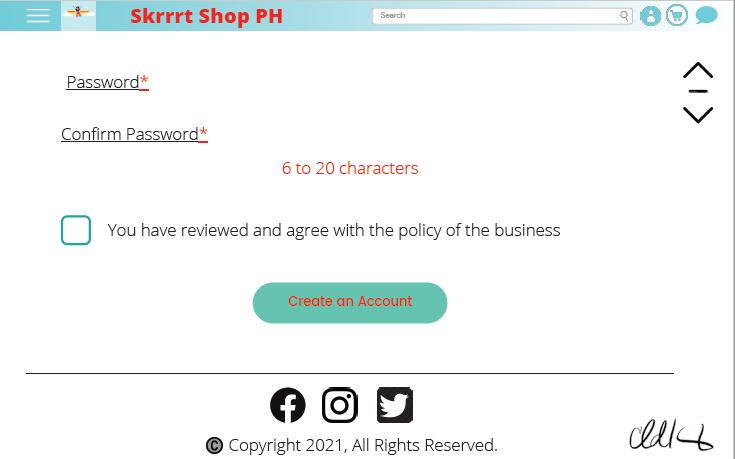 Skrrrt Shop PH
Search
Password*
Confirm Password*
6 to 20 characters
You have reviewed and agree with the policy of the business
Create an Account
© Copyright 2021, All Rights Reserved.